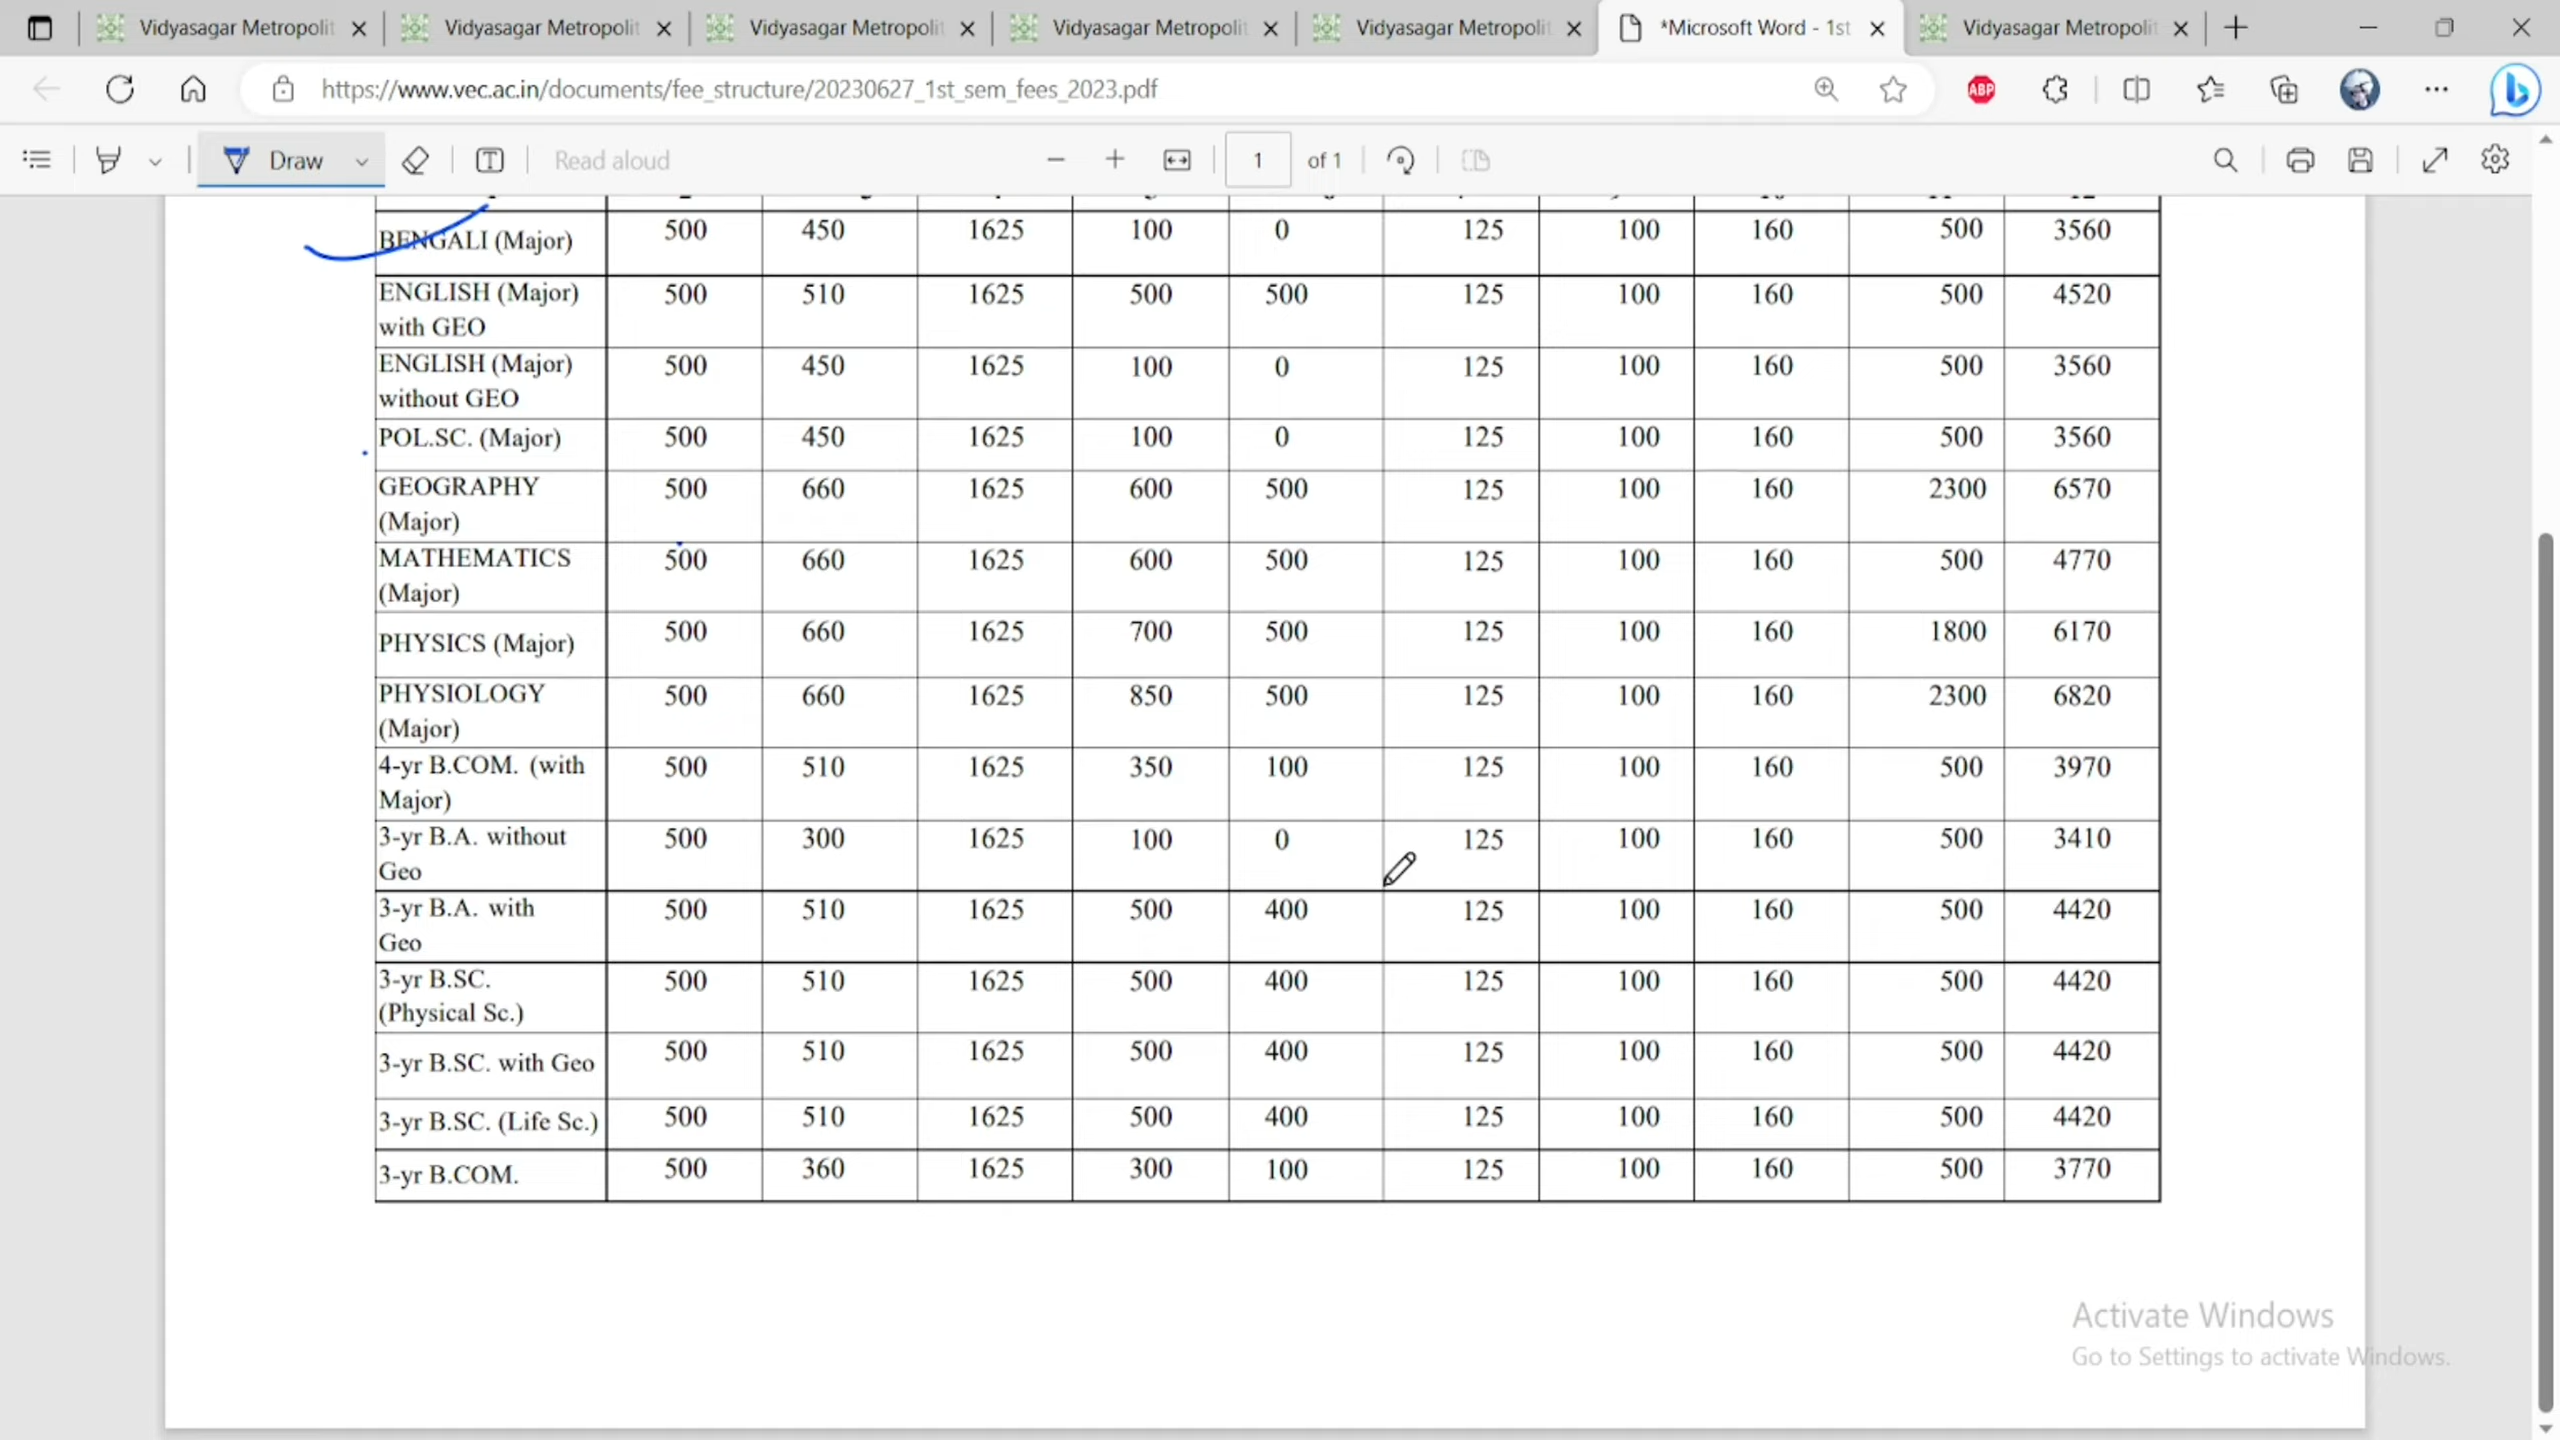 Vidyasagar Metropolit
Vidyasagar Metropolit
Vidyasagar Metropolit
Vidyasagar Metropolit
Vidyasagar Metropolit
*Microsoft Word - 1st
Vidyasagar Metropolit
https://www.vec.ac.in/documents/fee_structure/20230627_1st_sem_fees_2023.pdf
ABP
Draw
Read aloud
1 of 1
BENGALI (Major) 500 450 1625 100 0 125 100 160 500 3560
ENGLISH (Major) 500 510 1625 500 500 125 100 160 500 4520
with GEO
ENGLISH (Major) 500 450 1625 100 0 125 100 160 500 3560
without GEO
POL.SC. (Major) 500 450 1625 100 0 125 100 160 500 3560
GEOGRAPHY 500 660 1625 600 500 125 100 160 2300 6570
(Major)
MATHEMATICS 500 660 1625 600 500 125 100 160 500 4770
(Major)
PHYSICS (Major) 500 660 1625 700 500 125 100 160 1800 6170
PHYSIOLOGY 500 660 1625 850 500 125 100 160 2300 6820
(Major)
4-yr B.COM. (with 500 510 1625 350 100 125 100 160 500 3970
Major)
3-yr B.A. without 500 300 1625 100 0 125 100 160 500 3410
Geo
3-yr B.A. with 500 510 1625 500 400 125 100 160 500 4420
Geo
3-yr B.SC. 500 510 1625 500 400 125 100 160 500 4420
(Physical Sc.)
3-yr B.SC. with Geo 500 510 1625 500 400 125 100 160 500 4420
3-yr B.SC. (Life Sc.) 500 510 1625 500 400 125 100 160 500 4420
3-yr B.COM. 500 360 1625 300 100 125 100 160 500 3770
Activate Windows
Go to Settings to activate Windows.